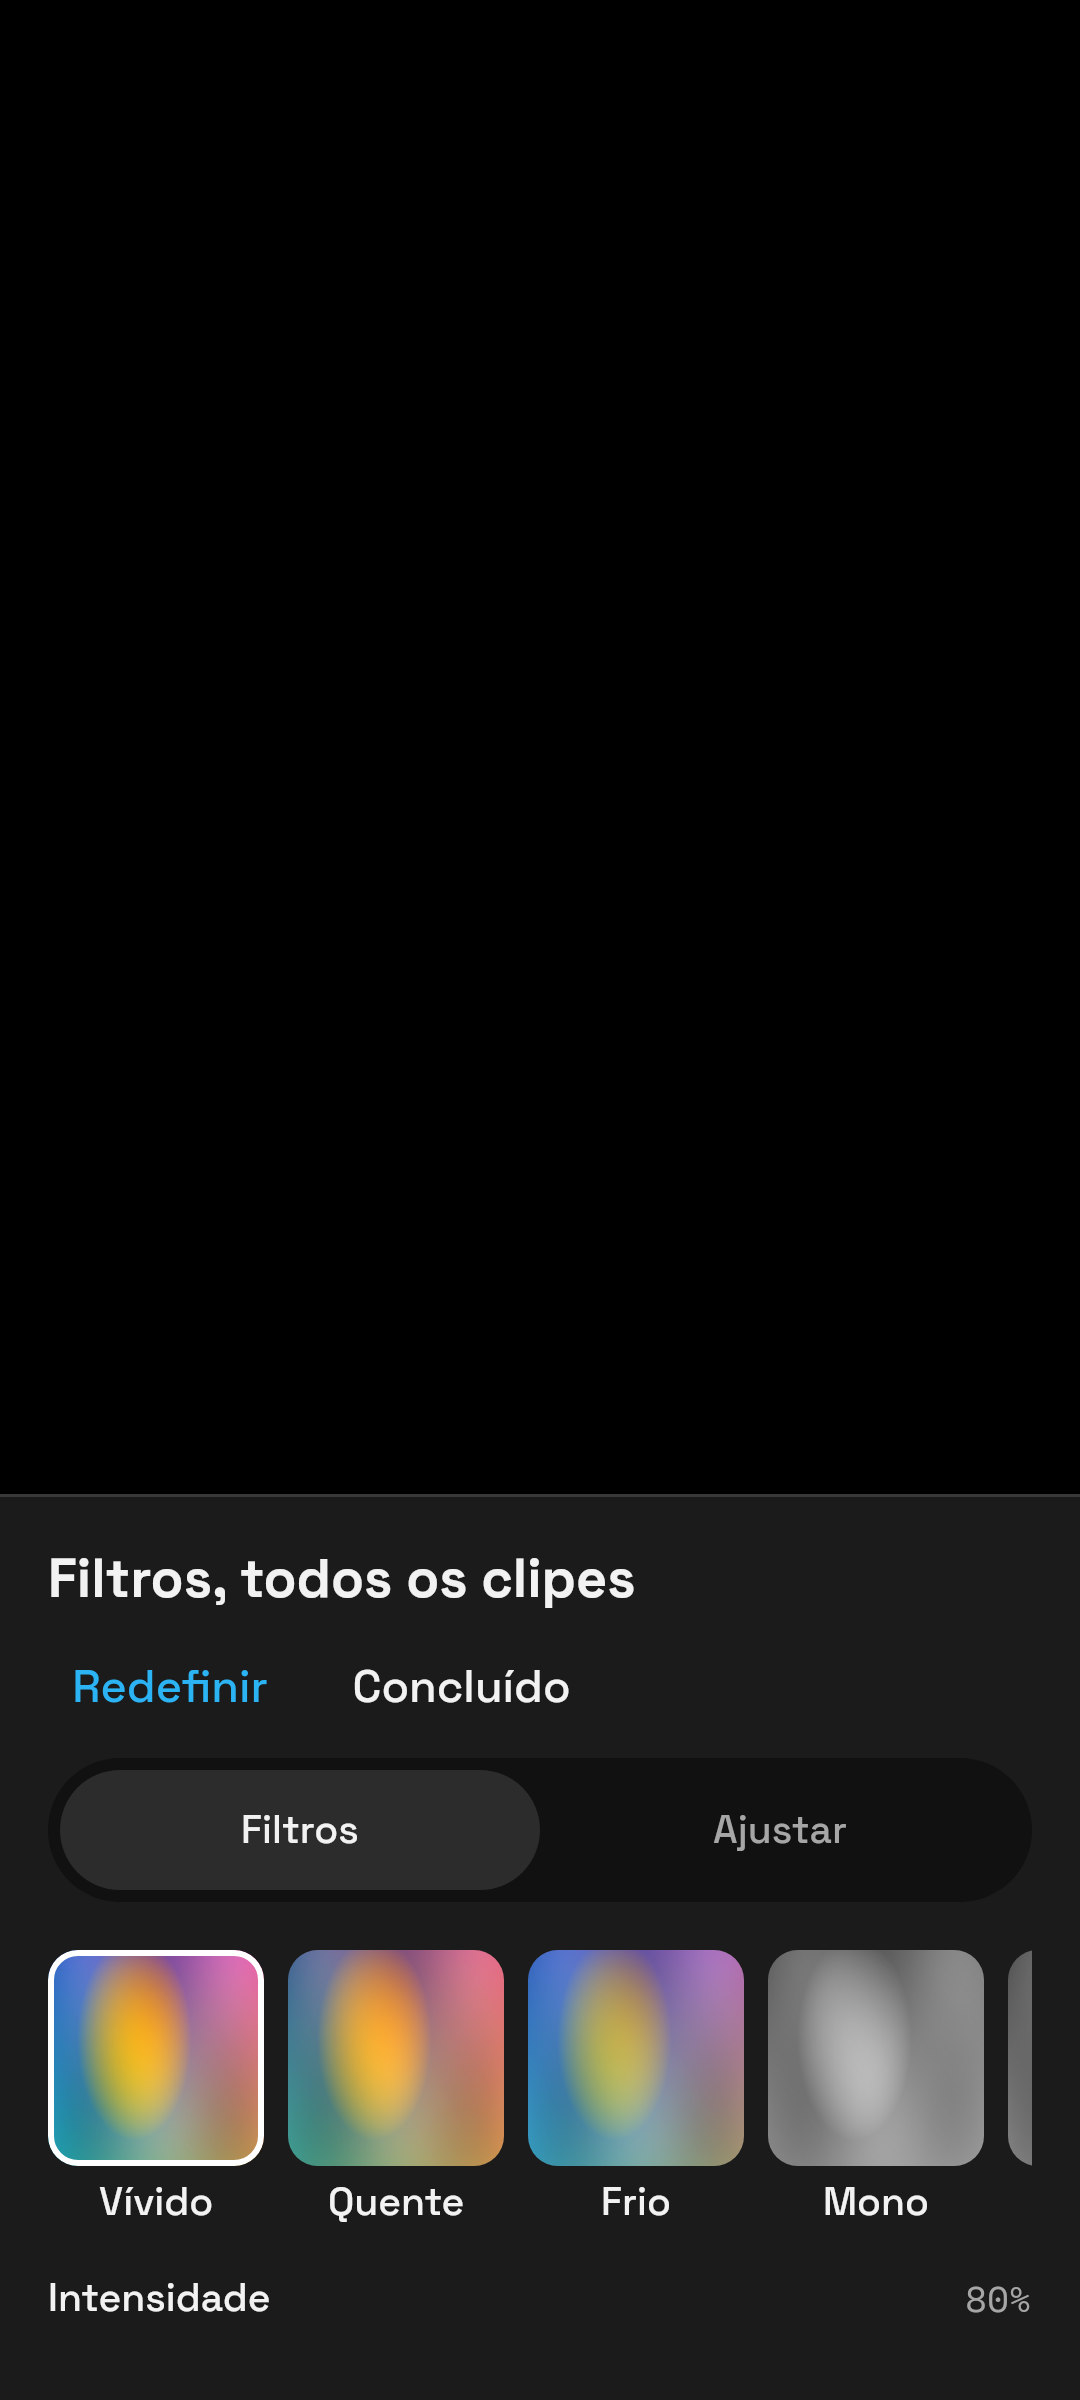 Filtros, todos os clipes
Redefinir Concluído
Filtros Ajustar
Vívido Quente Frio Mono
Intensidade 80%